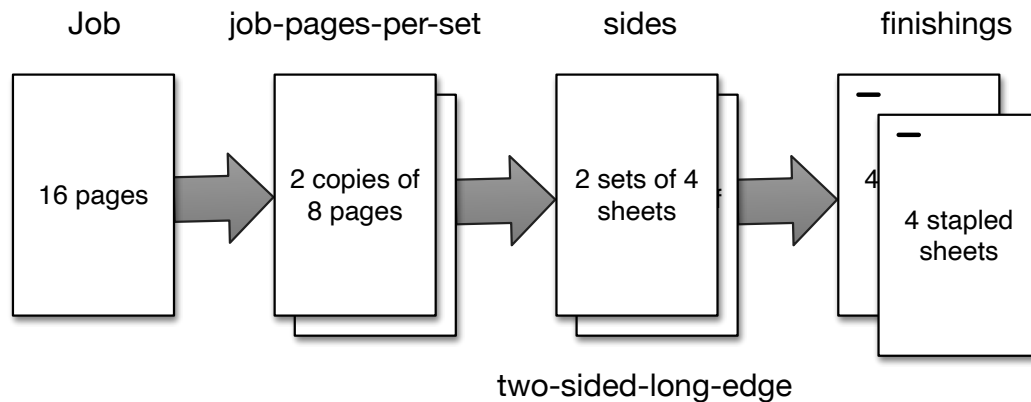 Job
job-pages-per-set
sides
finishings
16 pages
2 copies of
8 pages
2 sets of 4
sheets
4
4 stapled
sheets
two-sided-long-edge